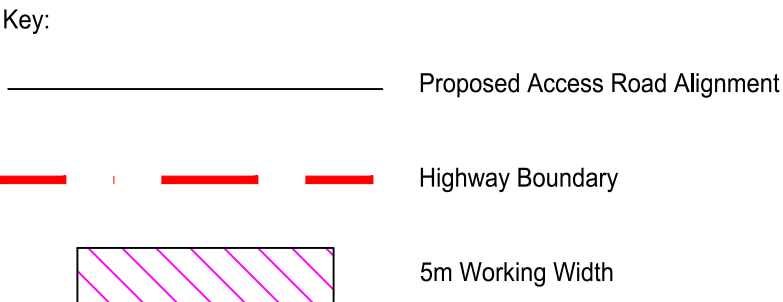 Key:
Proposed Access Road Alignment
Highway Boundary
5m Working Width